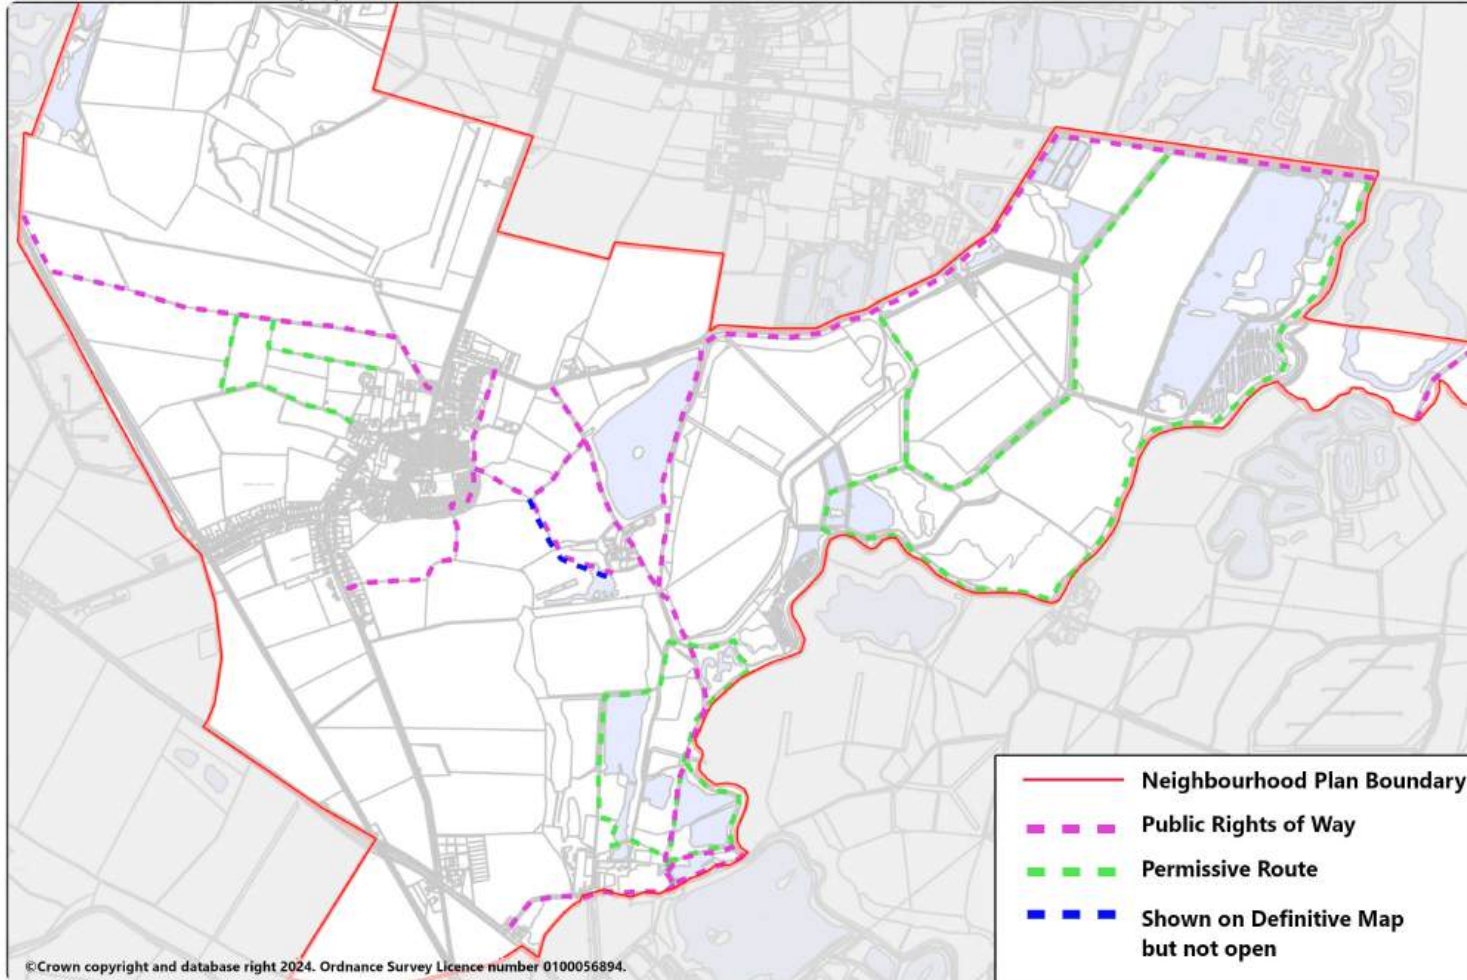 Neighbourhood Plan Boundary
Public Rights of Way
Permissive Route
Shown on Definitive Map
but not open
©Crown copyright and database right 2024. Ordnance Survey Licence number 0100056894.